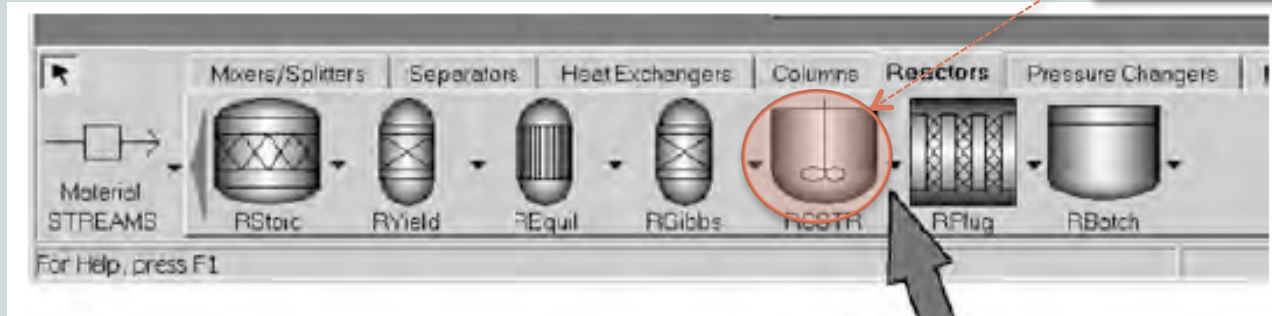 Mixers/Splitters Separators Heat Exchangers Columns Reactors Pressure Changers
Material
STREAMS RStoic RYield REquil RGibbs RCSTR RPlug RBatch
For Help, press F1